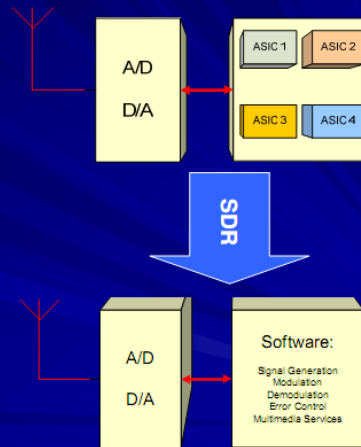 A/D
D/A
ASIC 1
ASIC 2
ASIC 3
ASIC 4
SDR
A/D
D/A
Software:
Signal Generation
Modulation
Demodulation
Error Control
Multimedia Services